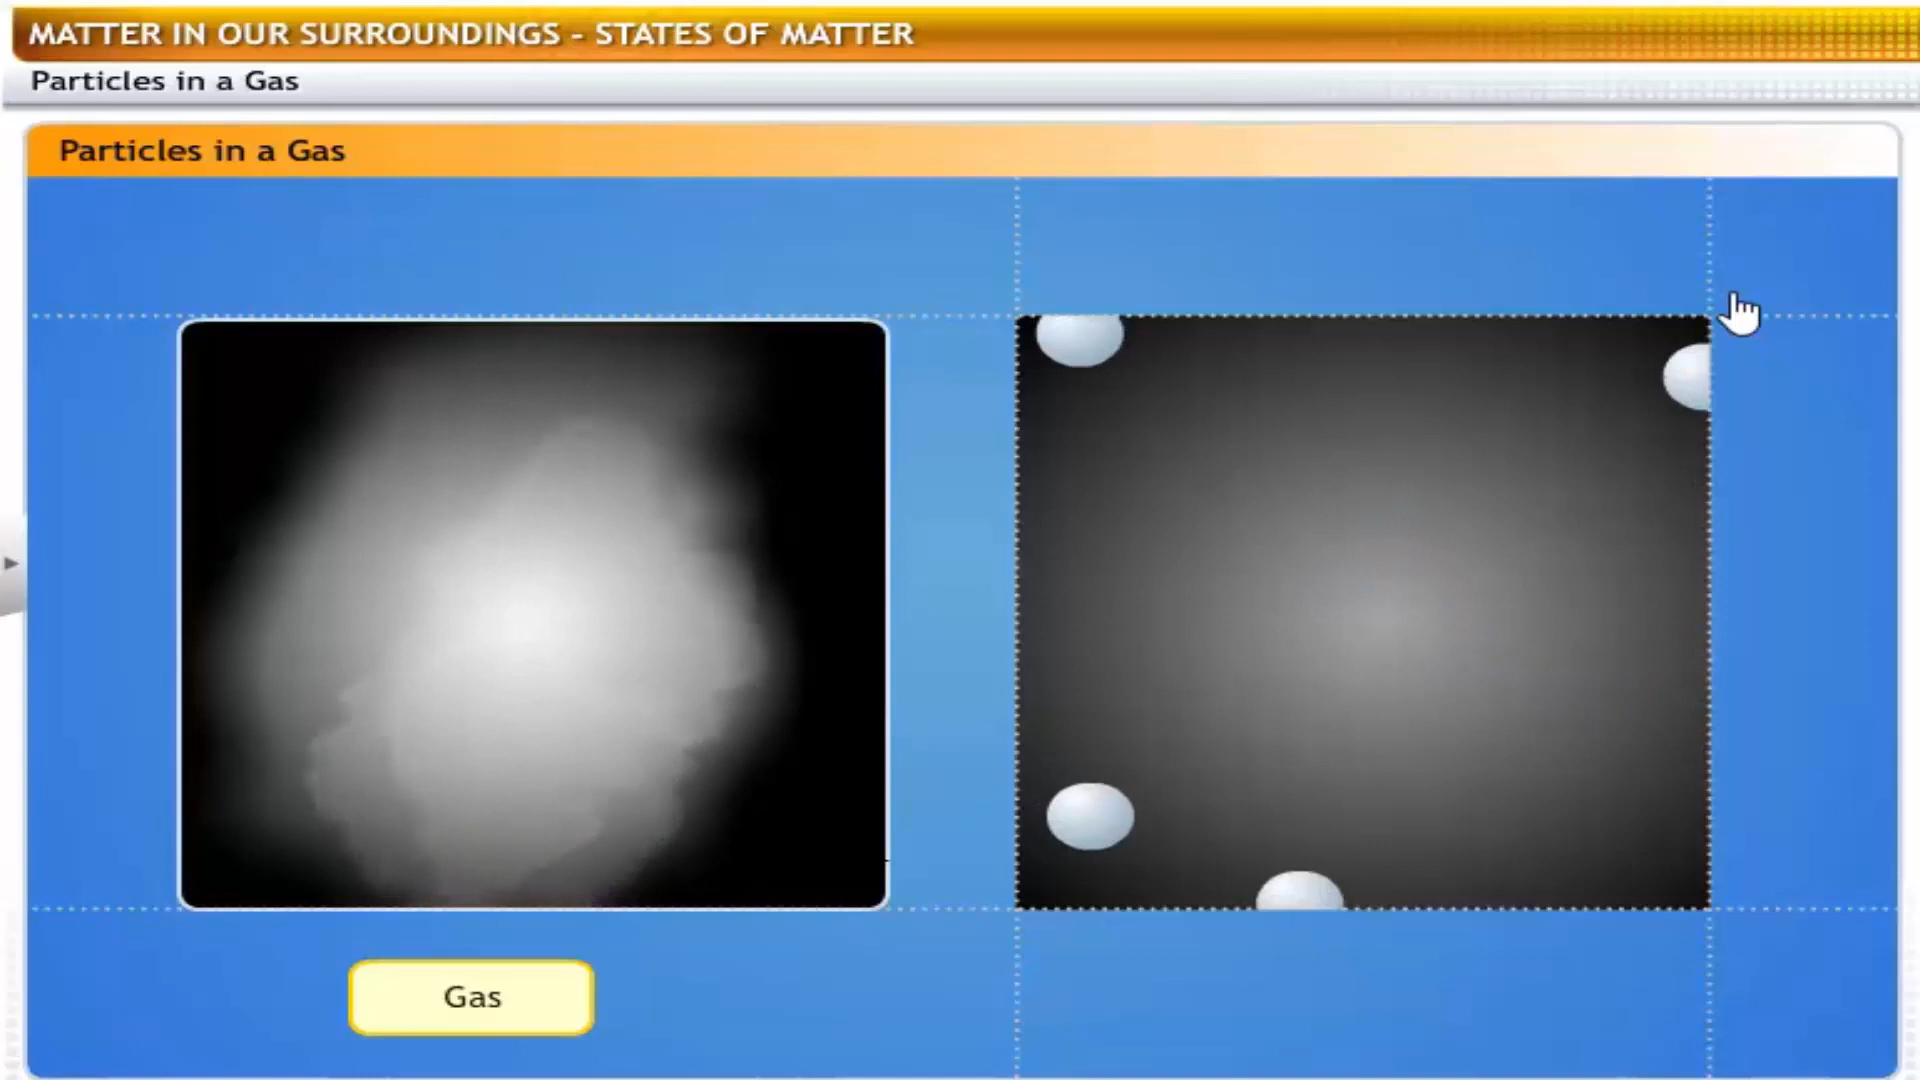 MATTER IN OUR SURROUNDINGS - STATES OF MATTER
Particles in a Gas
Particles in a Gas
Gas